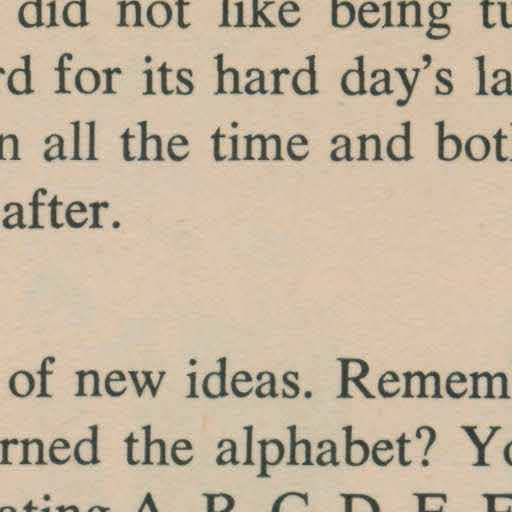 did not like being tu
rd for its hard day's la
n all the time and both
after.
of new ideas. Remem
rned the alphabet? Yo
ating A, B, C, D, E, F